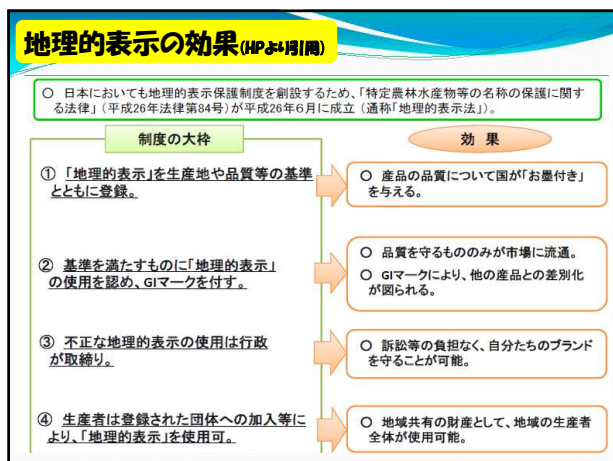 地理的表示の効果(HPより引用)
○ 日本においても地理的表示保護制度を創設するため、「特定農林水産物等の名称の保護に関
する法律」（平成26年法律第84号）が平成26年6月に成立（通称「地理的表示法」）。
制度の大枠
効 果
① 「地理的表示」を生産地や品質等の基準
とともに登録。
○ 産品の品質について国が「お墨付き」
を与える。
② 基準を満たすものに「地理的表示」
の使用を認め、GIマークを付す。
○ 品質を守るもののみが市場に流通。
○ GIマークにより、他の産品との差別化
が図られる。
③ 不正な地理的表示の使用は行政
が取締り。
○ 訴訟等の負担なく、自分たちのブランド
を守ることが可能。
④ 生産者は登録された団体への加入等に
より、「地理的表示」を使用可。
○ 地域共有の財産として、地域の生産者
全体が使用可能。